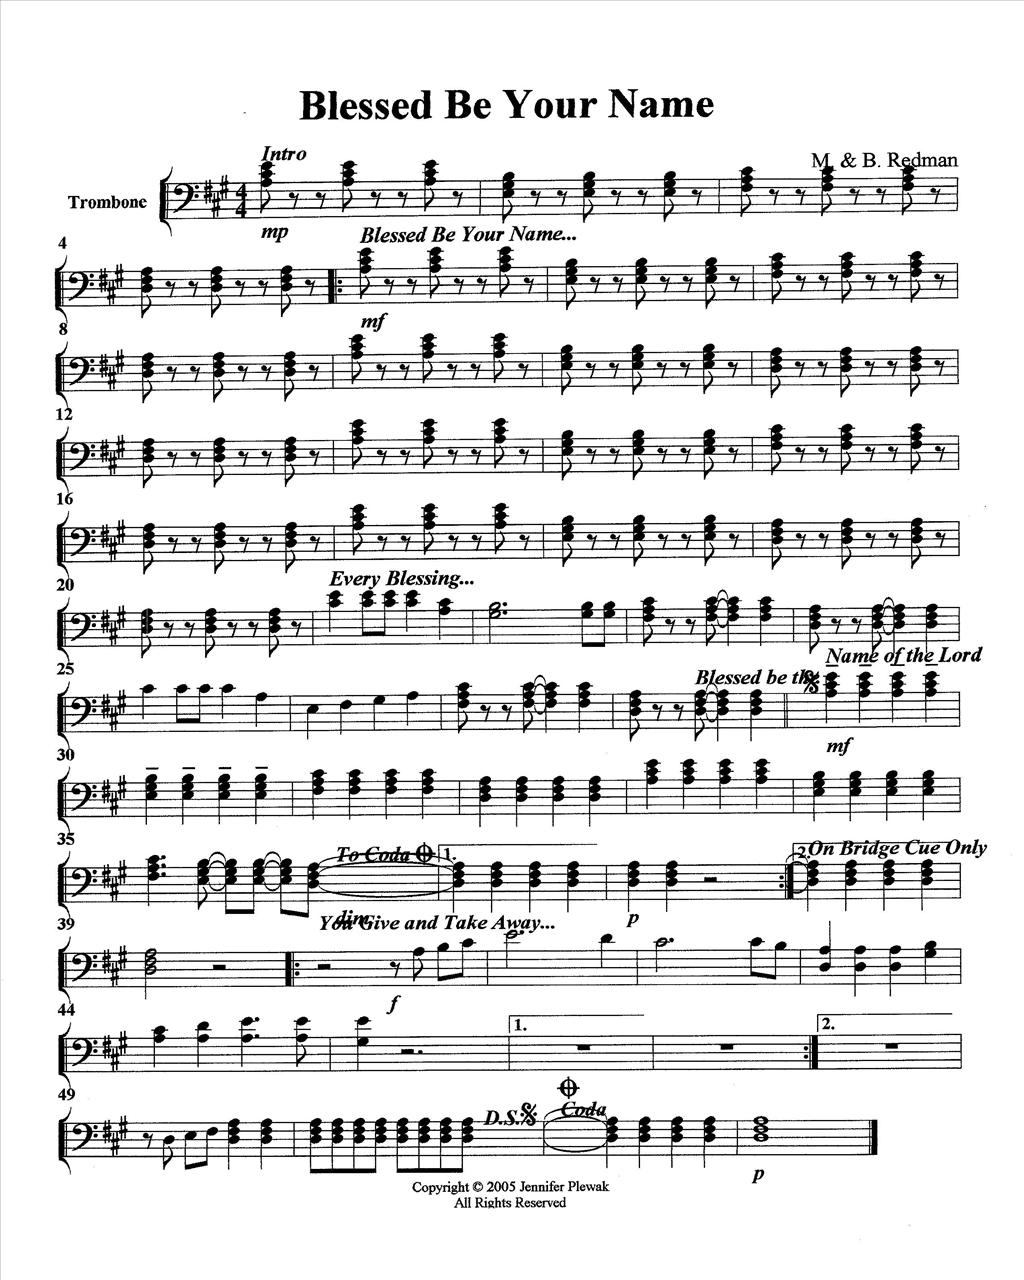 Blessed Be Your Name
Intro
M. & B. Redman
Trombone
mp
Blessed Be Your Name...
4
mf
8
12
16
Every Blessing...
20
Name of the Lord
Blessed be the
25
mf
30
35
To Coda
1.
2.
On Bridge Cue Only
dim.
You Give and Take Away...
p
39
f
44
1.
2.
49
D.S.
Coda
p
Copyright © 2005 Jennifer Plewak
All Rights Reserved